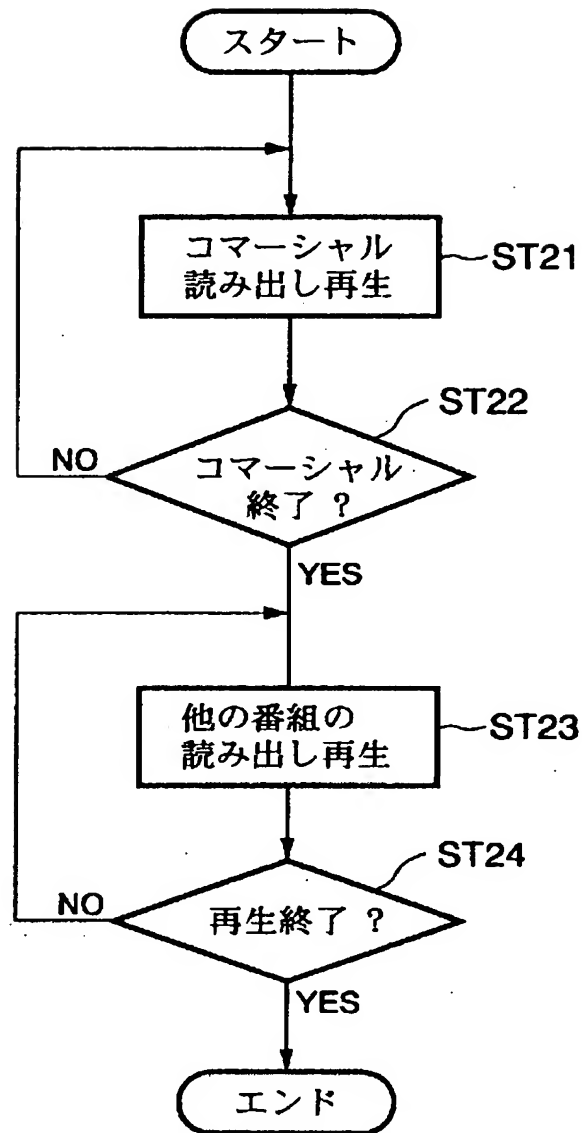 スタート
コマーシャル
読み出し再生
ST21
ST22
コマーシャル
終了?
NO
YES
他の番組の
読み出し再生
ST23
ST24
再生終了?
NO
YES
エンド